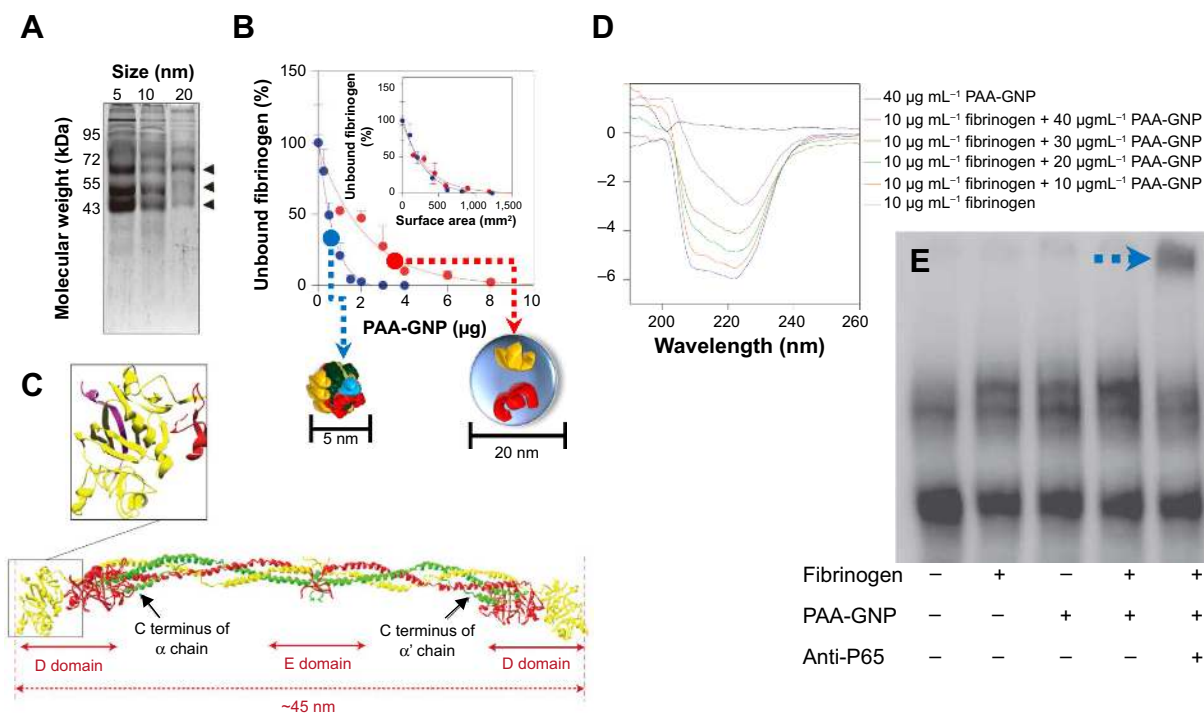 A
Size (nm)
5 10 20
Molecular weight (kDa)
95
72
55
43
B
Unbound fibrinogen (%)
150
100
50
0
0 2 4 6 8 10
PAA-GNP (µg)
Unbound fibrinogen
(%)
150
100
50
0
0 500 1,000 1,500
Surface area (mm²)
5 nm
20 nm
C
C terminus of
α chain
C terminus of
α' chain
D domain
E domain
D domain
~45 nm
D
0
−2
−4
−6
200 220 240 260
Wavelength (nm)
40 µg mL⁻¹ PAA-GNP
10 µg mL⁻¹ fibrinogen + 40 µgmL⁻¹ PAA-GNP
10 µg mL⁻¹ fibrinogen + 30 µgmL⁻¹ PAA-GNP
10 µg mL⁻¹ fibrinogen + 20 µgmL⁻¹ PAA-GNP
10 µg mL⁻¹ fibrinogen + 10 µgmL⁻¹ PAA-GNP
10 µg mL⁻¹ fibrinogen
E
Fibrinogen − + − + +
PAA-GNP − − + + +
Anti-P65 − − − − +